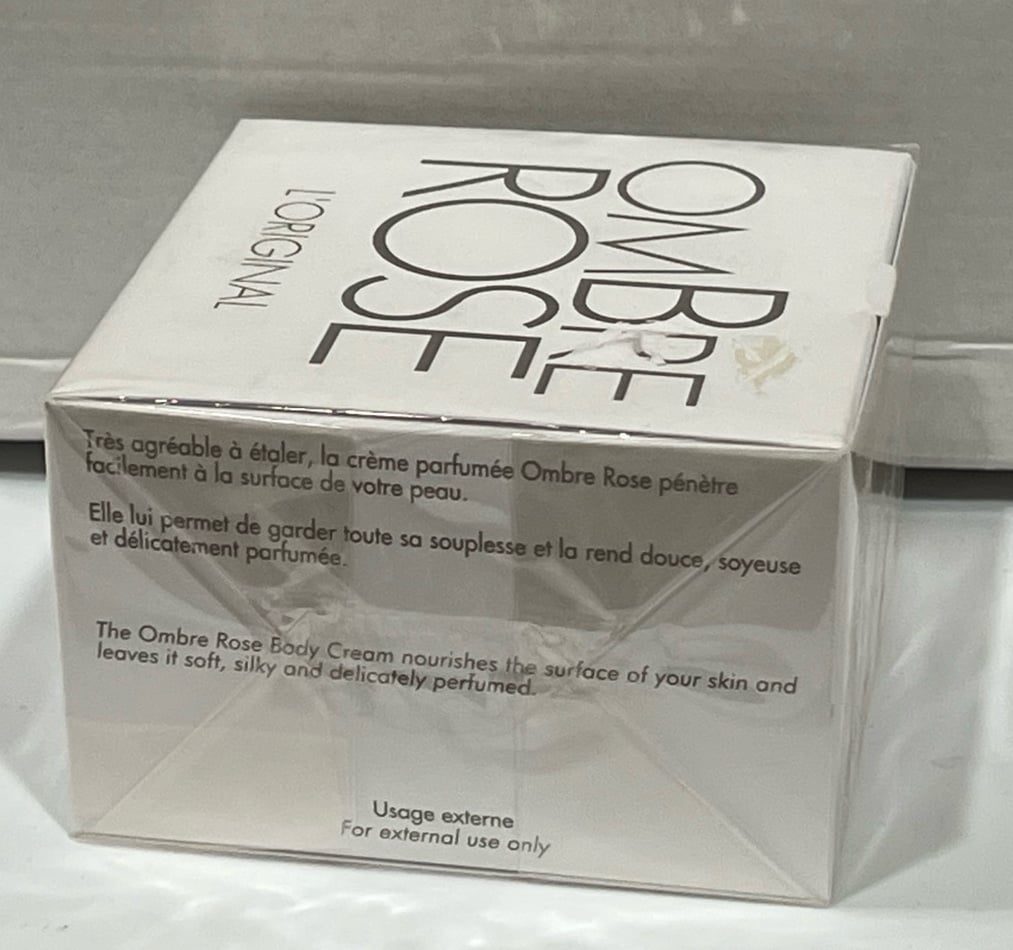 OMBRE
ROSE
L'ORIGINAL
Très agréable à étaler, la crème parfumée Ombre Rose pénètre
facilement à la surface de votre peau.
Elle lui permet de garder toute sa souplesse et la rend douce, soyeuse
et délicatement parfumée.
The Ombre Rose Body Cream nourishes the surface of your skin and
leaves it soft, silky and delicately perfumed.
Usage externe
For external use only